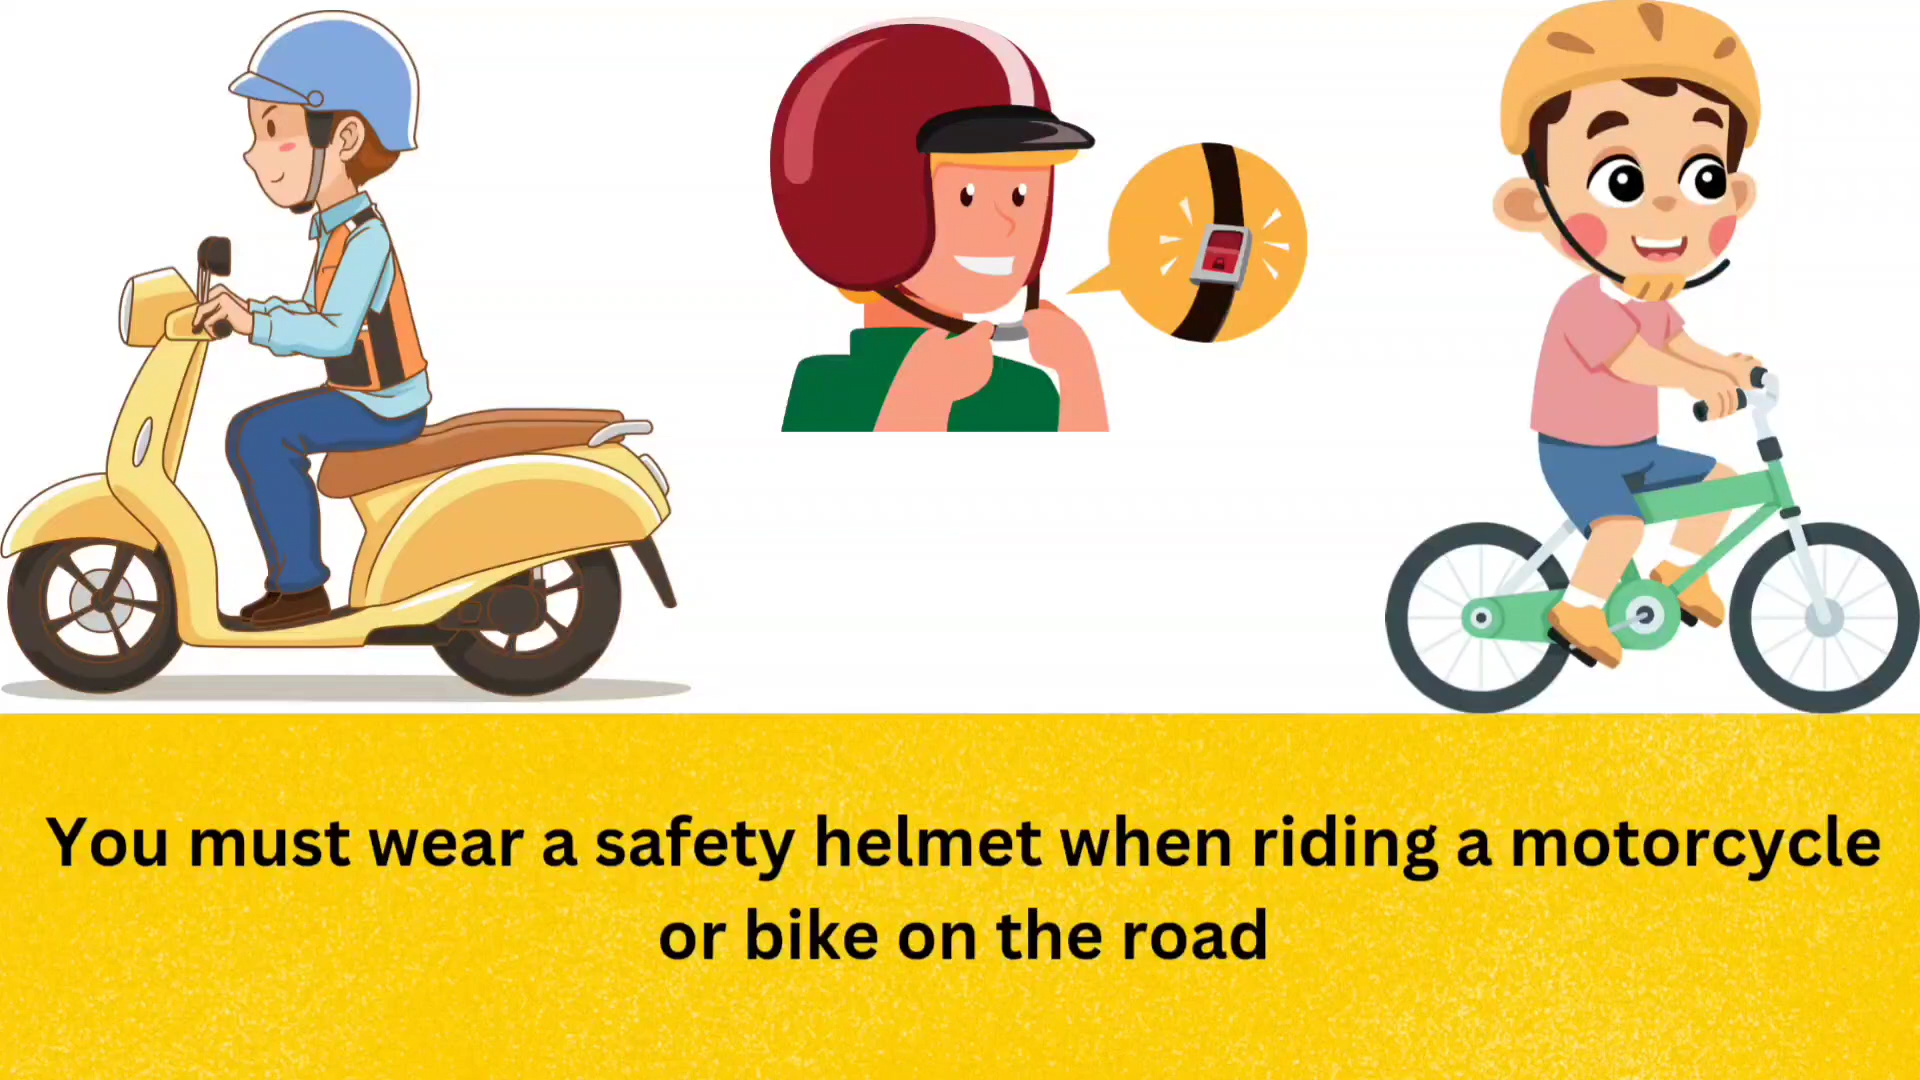 You must wear a safety helmet when riding a motorcycle
or bike on the road